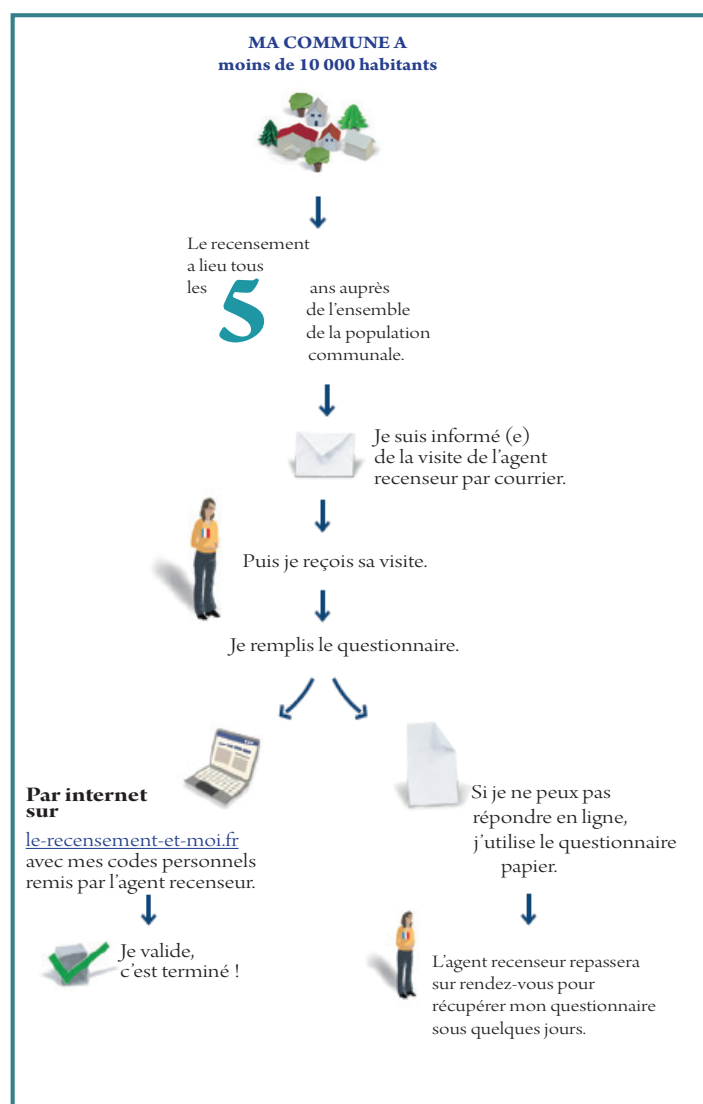 MA COMMUNE A
moins de 10 000 habitants
Le recensement
a lieu tous
les 5 ans auprès
de l'ensemble
de la population
communale.
Je suis informé (e)
de la visite de l'agent
recenseur par courrier.
Puis je reçois sa visite.
Je remplis le questionnaire.
Par internet
sur
le-recensement-et-moi.fr
avec mes codes personnels
remis par l'agent recenseur.
Je valide,
c'est terminé !
Si je ne peux pas
répondre en ligne,
j'utilise le questionnaire
papier.
L'agent recenseur repassera
sur rendez-vous pour
récupérer mon questionnaire
sous quelques jours.